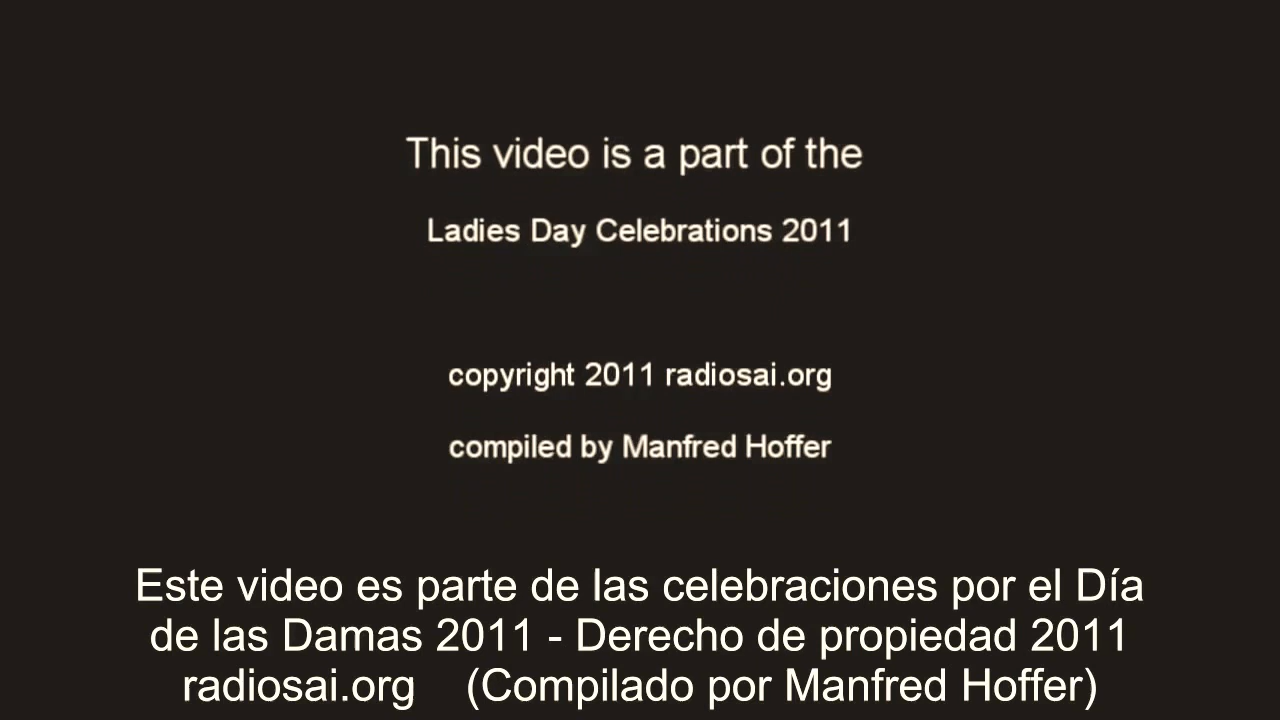 This video is a part of the
Ladies Day Celebrations 2011
copyright 2011 radiosai.org
compiled by Manfred Hoffer
Este video es parte de las celebraciones por el Día
de las Damas 2011 - Derecho de propiedad 2011
radiosai.org    (Compilado por Manfred Hoffer)